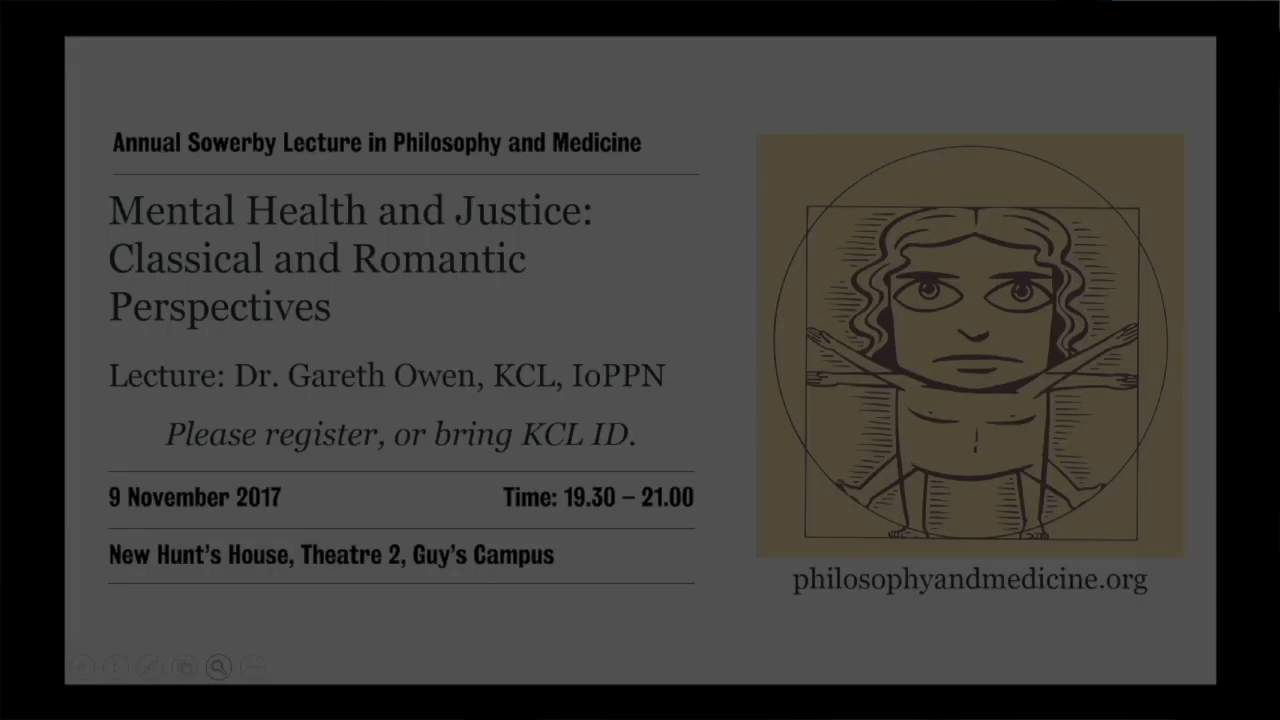 Annual Sowerby Lecture in Philosophy and Medicine
Mental Health and Justice:
Classical and Romantic
Perspectives
Lecture: Dr. Gareth Owen, KCL, IoPPN
Please register, or bring KCL ID.
9 November 2017 Time: 19.30 – 21.00
New Hunt’s House, Theatre 2, Guy’s Campus
philosophyandmedicine.org